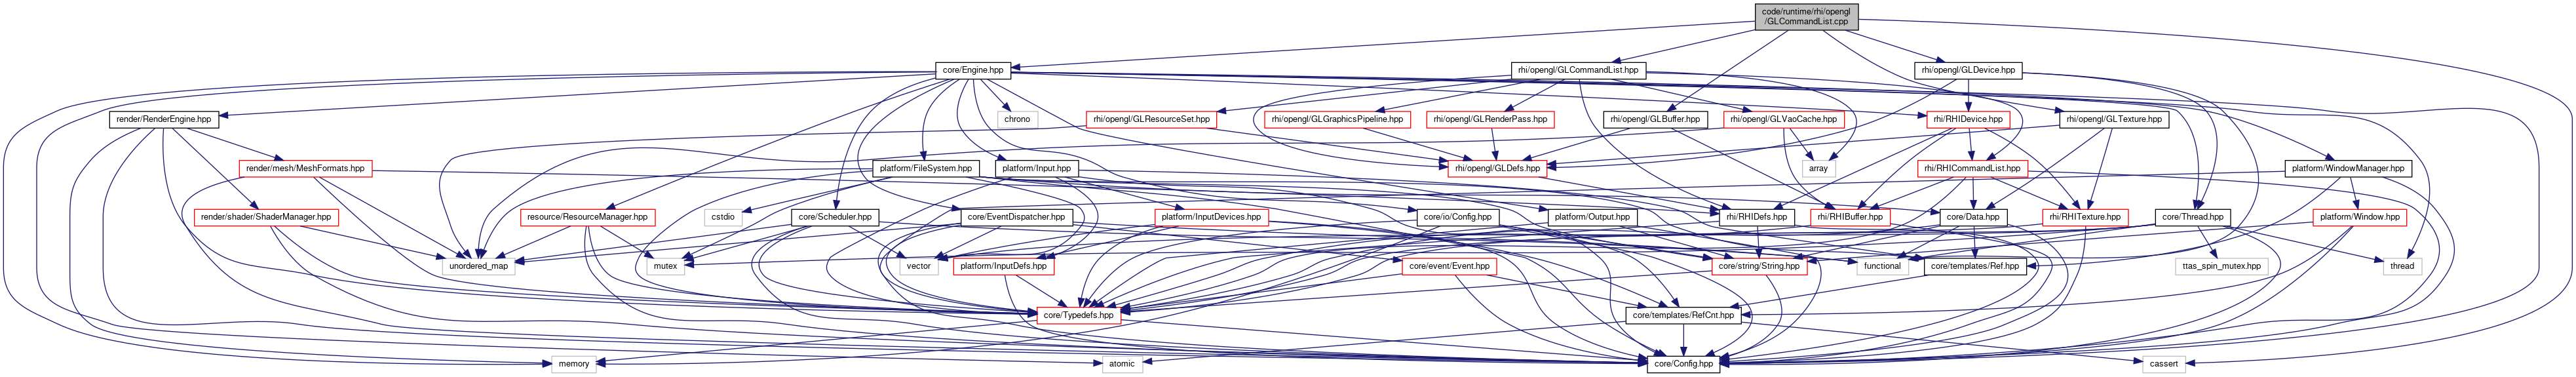 code/runtime/rhi/opengl
/GLCommandList.cpp
core/Engine.hpp
rhi/opengl/GLCommandList.hpp
rhi/opengl/GLDevice.hpp
render/RenderEngine.hpp
chrono
rhi/opengl/GLResourceSet.hpp
rhi/opengl/GLGraphicsPipeline.hpp
rhi/opengl/GLRenderPass.hpp
rhi/opengl/GLBuffer.hpp
rhi/opengl/GLVaoCache.hpp
rhi/RHIDevice.hpp
rhi/opengl/GLTexture.hpp
render/mesh/MeshFormats.hpp
platform/FileSystem.hpp
platform/Input.hpp
rhi/opengl/GLDefs.hpp
array
rhi/RHICommandList.hpp
platform/WindowManager.hpp
render/shader/ShaderManager.hpp
resource/ResourceManager.hpp
cstdio
core/Scheduler.hpp
core/EventDispatcher.hpp
platform/InputDevices.hpp
core/io/Config.hpp
platform/Output.hpp
rhi/RHIDefs.hpp
rhi/RHIBuffer.hpp
core/Data.hpp
rhi/RHITexture.hpp
core/Thread.hpp
platform/Window.hpp
unordered_map
mutex
vector
platform/InputDefs.hpp
core/event/Event.hpp
core/string/String.hpp
functional
core/templates/Ref.hpp
ttas_spin_mutex.hpp
thread
core/Typedefs.hpp
core/templates/RefCnt.hpp
memory
atomic
core/Config.hpp
cassert